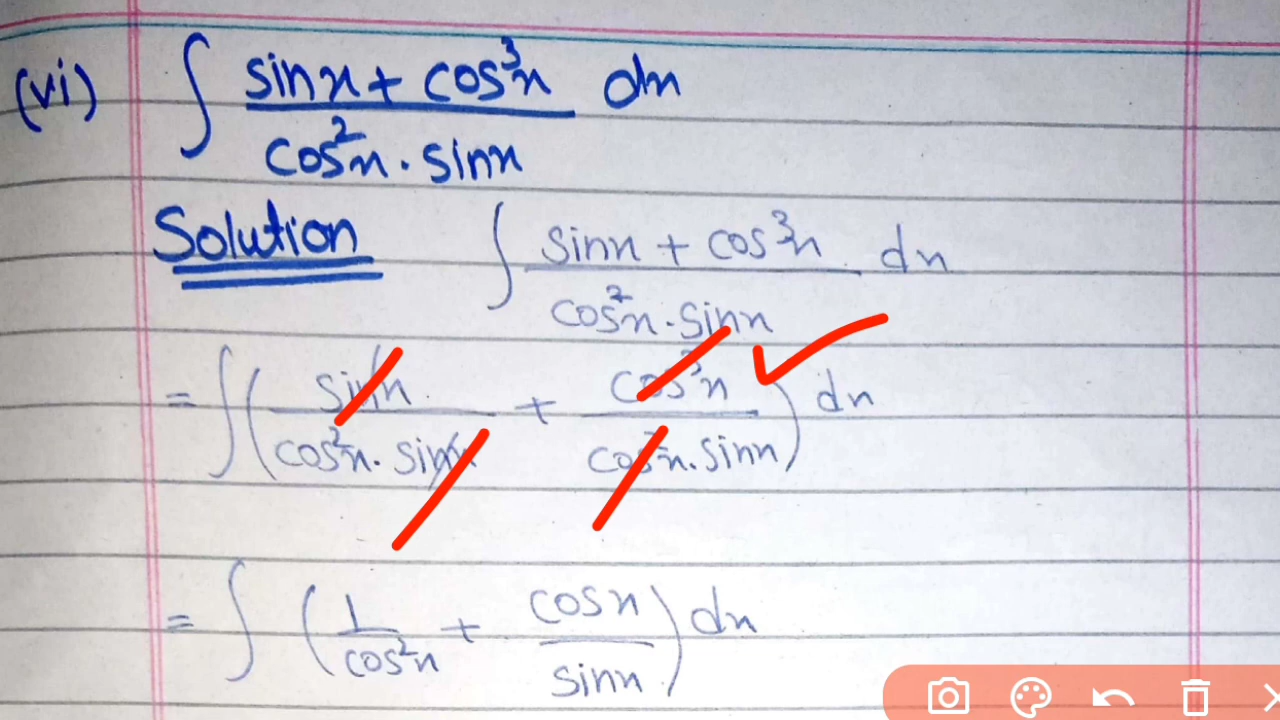 (vi) ∫ (sinx + cos³x)/(cos²x · sinx) dx
Solution ∫ (sinx + cos³x)/(cos²x · sinx) dx
= ∫ ( sinx/(cos²x · sinx) + cos³x/(cos²x · sinx) ) dx
= ∫ ( 1/cos²x + cosx/sinx ) dx